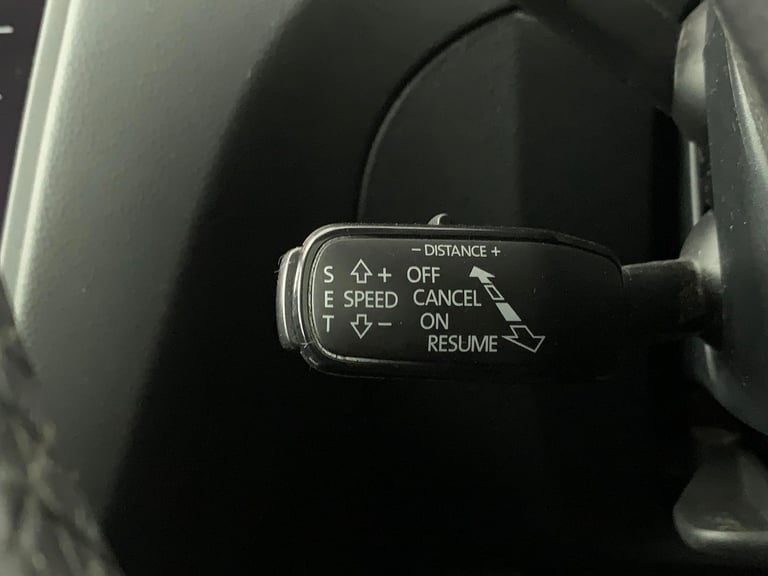 − DISTANCE +
S + OFF
E SPEED CANCEL
T − ON
RESUME